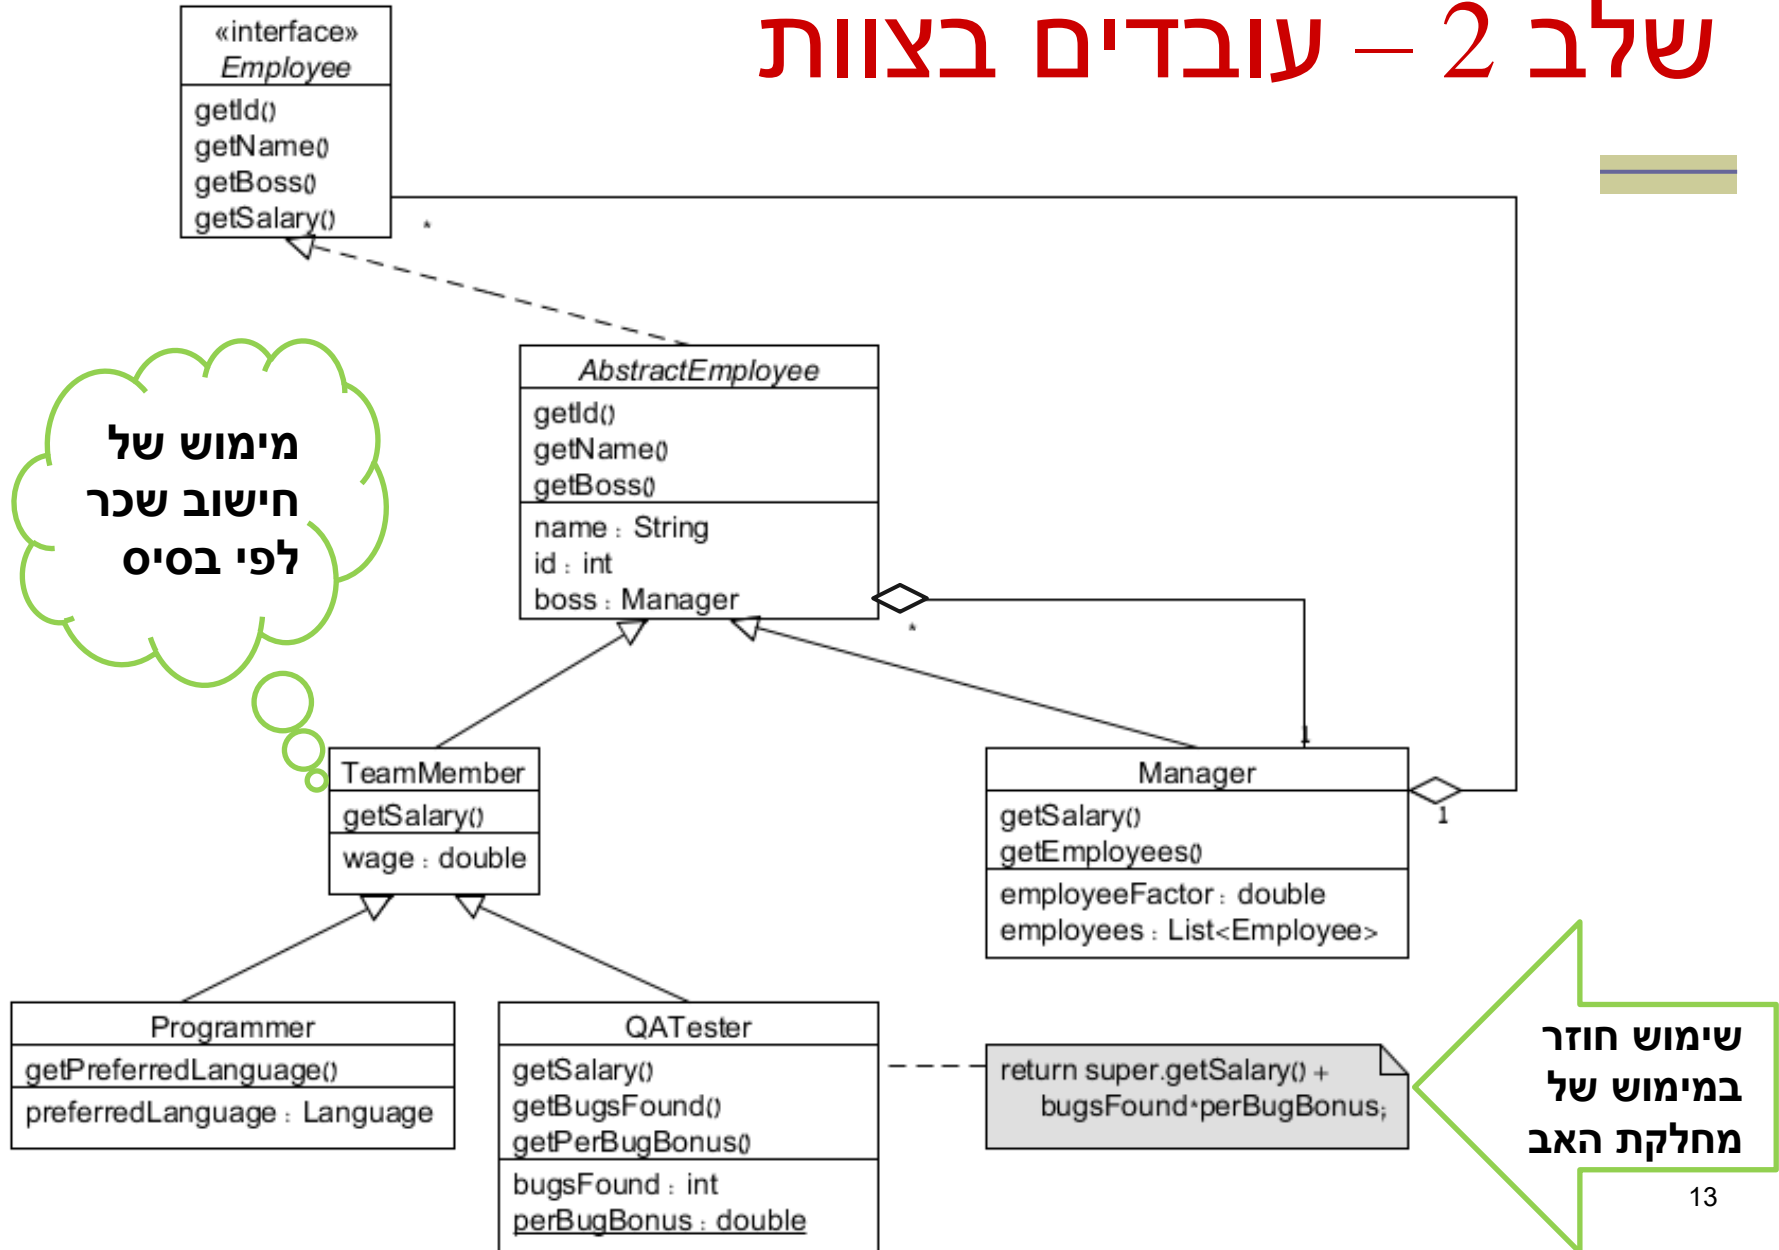 שלב 2 – עובדים בצוות
«interface»
Employee
getId()
getName()
getBoss()
getSalary()
*
AbstractEmployee
getId()
getName()
getBoss()
name : String
id : int
boss : Manager
*
1
מימוש של
חישוב שכר
לפי בסיס
TeamMember
getSalary()
wage : double
Manager
getSalary()
getEmployees()
employeeFactor : double
employees : List<Employee>
1
Programmer
getPreferredLanguage()
preferredLanguage : Language
QATester
getSalary()
getBugsFound()
getPerBugBonus()
bugsFound : int
perBugBonus : double
return super.getSalary() +
bugsFound*perBugBonus;
שימוש חוזר
במימוש של
מחלקת האב
13